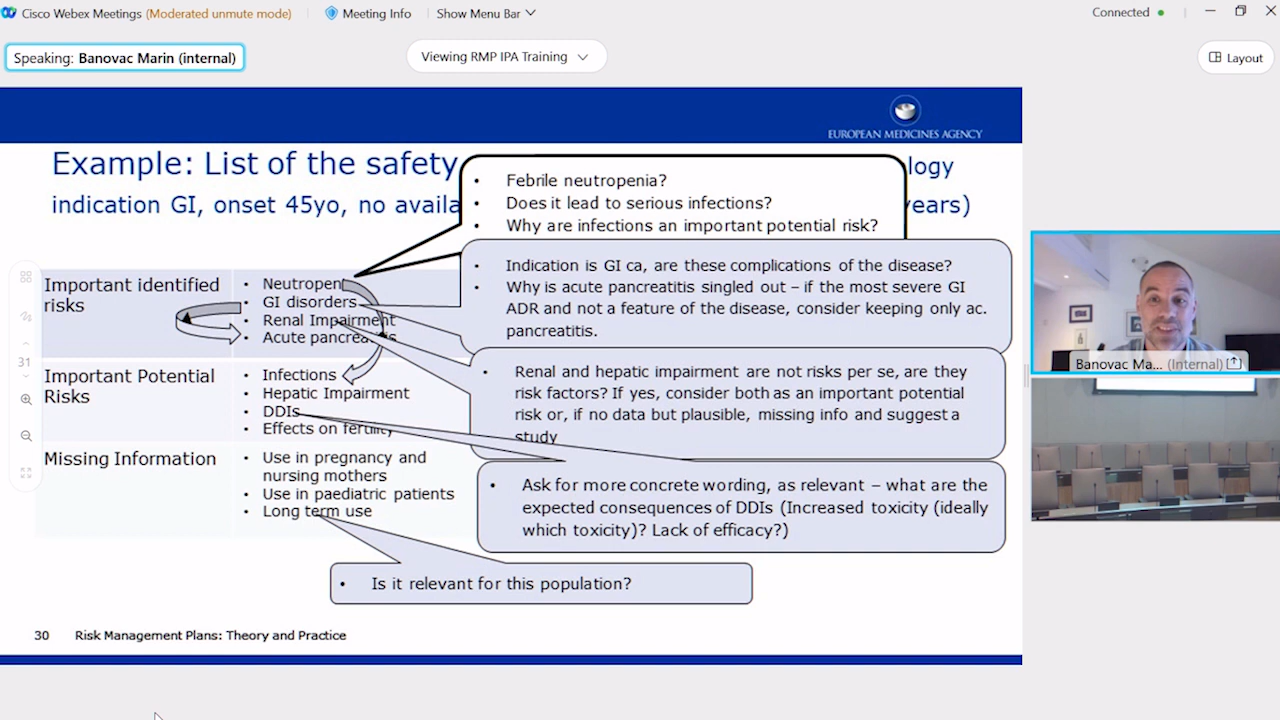 Cisco Webex Meetings (Moderated unmute mode)
Meeting Info
Show Menu Bar
Connected
Speaking: Banovac Marin (internal)
Viewing RMP IPA Training
Layout
EUROPEAN MEDICINES AGENCY
Example: List of the safety
indication GI, onset 45yo, no availa
• Febrile neutropenia?
• Does it lead to serious infections?
• Why are infections an important potential risk?
Important identified
risks
• Neutropen
• GI disorders
• Renal Impairment
• Acute pancrea
• Indication is GI ca, are these complications of the disease?
• Why is acute pancreatitis singled out – if the most severe GI
ADR and not a feature of the disease, consider keeping only ac.
pancreatitis.
31
Important Potential
Risks
• Infections
• Hepatic Impairment
• DDIs
• Effects on fertility
• Renal and hepatic impairment are not risks per se, are they
risk factors? If yes, consider both as an important potential
risk or, if no data but plausible, missing info and suggest a
study
Missing Information
• Use in pregnancy and
nursing mothers
• Use in paediatric patients
• Long term use
• Ask for more concrete wording, as relevant – what are the
expected consequences of DDIs (Increased toxicity (ideally
which toxicity)? Lack of efficacy?)
• Is it relevant for this population?
30 Risk Management Plans: Theory and Practice
Banovac Ma... (Internal)